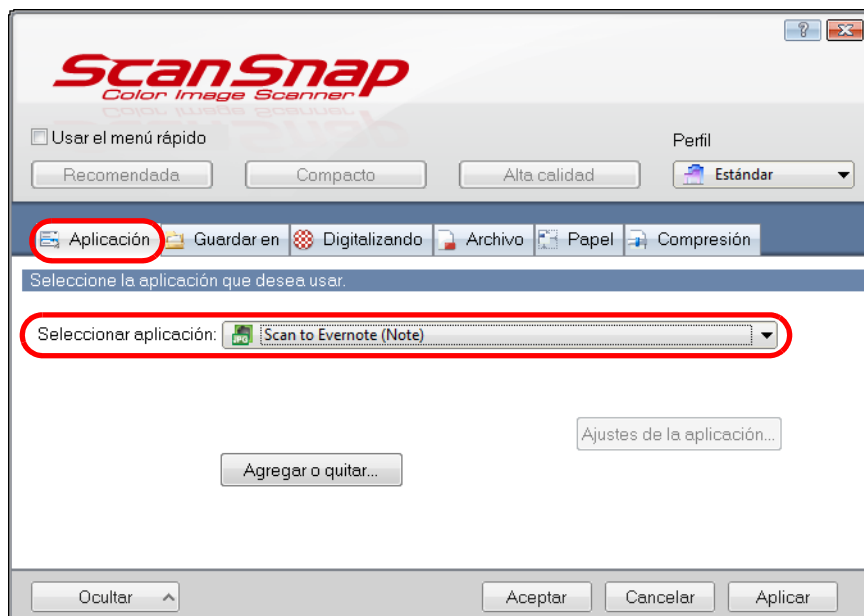 ScanSnap
Color Image Scanner
Usar el menú rápido
Perfil
Recomendada Compacto Alta calidad Estándar
Aplicación Guardar en Digitalizando Archivo Papel Compresión
Seleccione la aplicación que desea usar.
Seleccionar aplicación: JPG Scan to Evernote (Note)
Ajustes de la aplicación...
Agregar o quitar...
Ocultar Aceptar Cancelar Aplicar